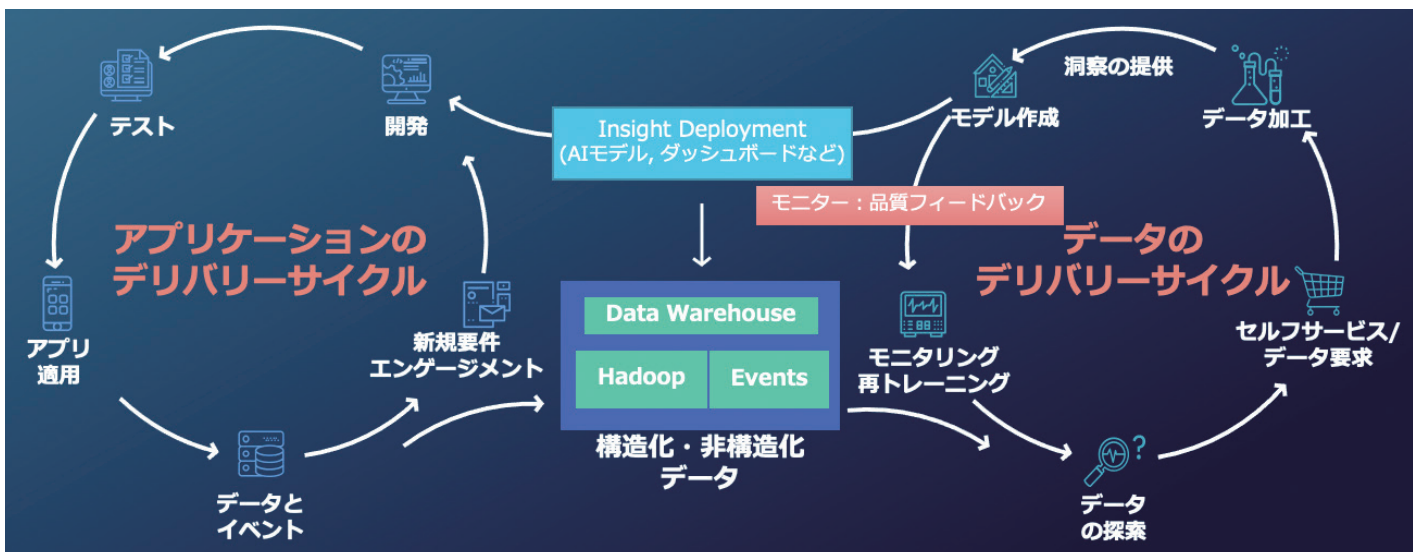 テスト
開発
Insight Deployment
(AIモデル, ダッシュボードなど)
モデル作成
洞察の提供
データ加工
モニター：品質フィードバック
アプリケーションの
デリバリーサイクル
データの
デリバリーサイクル
アプリ
適用
新規要件
エンゲージメント
Data Warehouse
Hadoop
Events
構造化・非構造化
データ
モニタリング
再トレーニング
セルフサービス/
データ要求
データと
イベント
?
データ
の探索